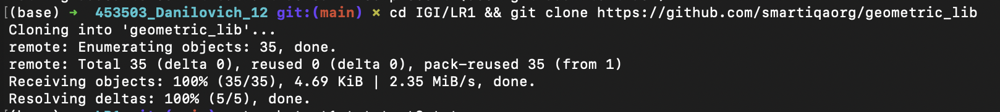 (base) ➜ 453503_Danilovich_12 git:(main) ✗ cd IGI/LR1 && git clone https://github.com/smartiqaorg/geometric_lib
Cloning into 'geometric_lib'...
remote: Enumerating objects: 35, done.
remote: Total 35 (delta 0), reused 0 (delta 0), pack-reused 35 (from 1)
Receiving objects: 100% (35/35), 4.69 KiB | 2.35 MiB/s, done.
Resolving deltas: 100% (5/5), done.